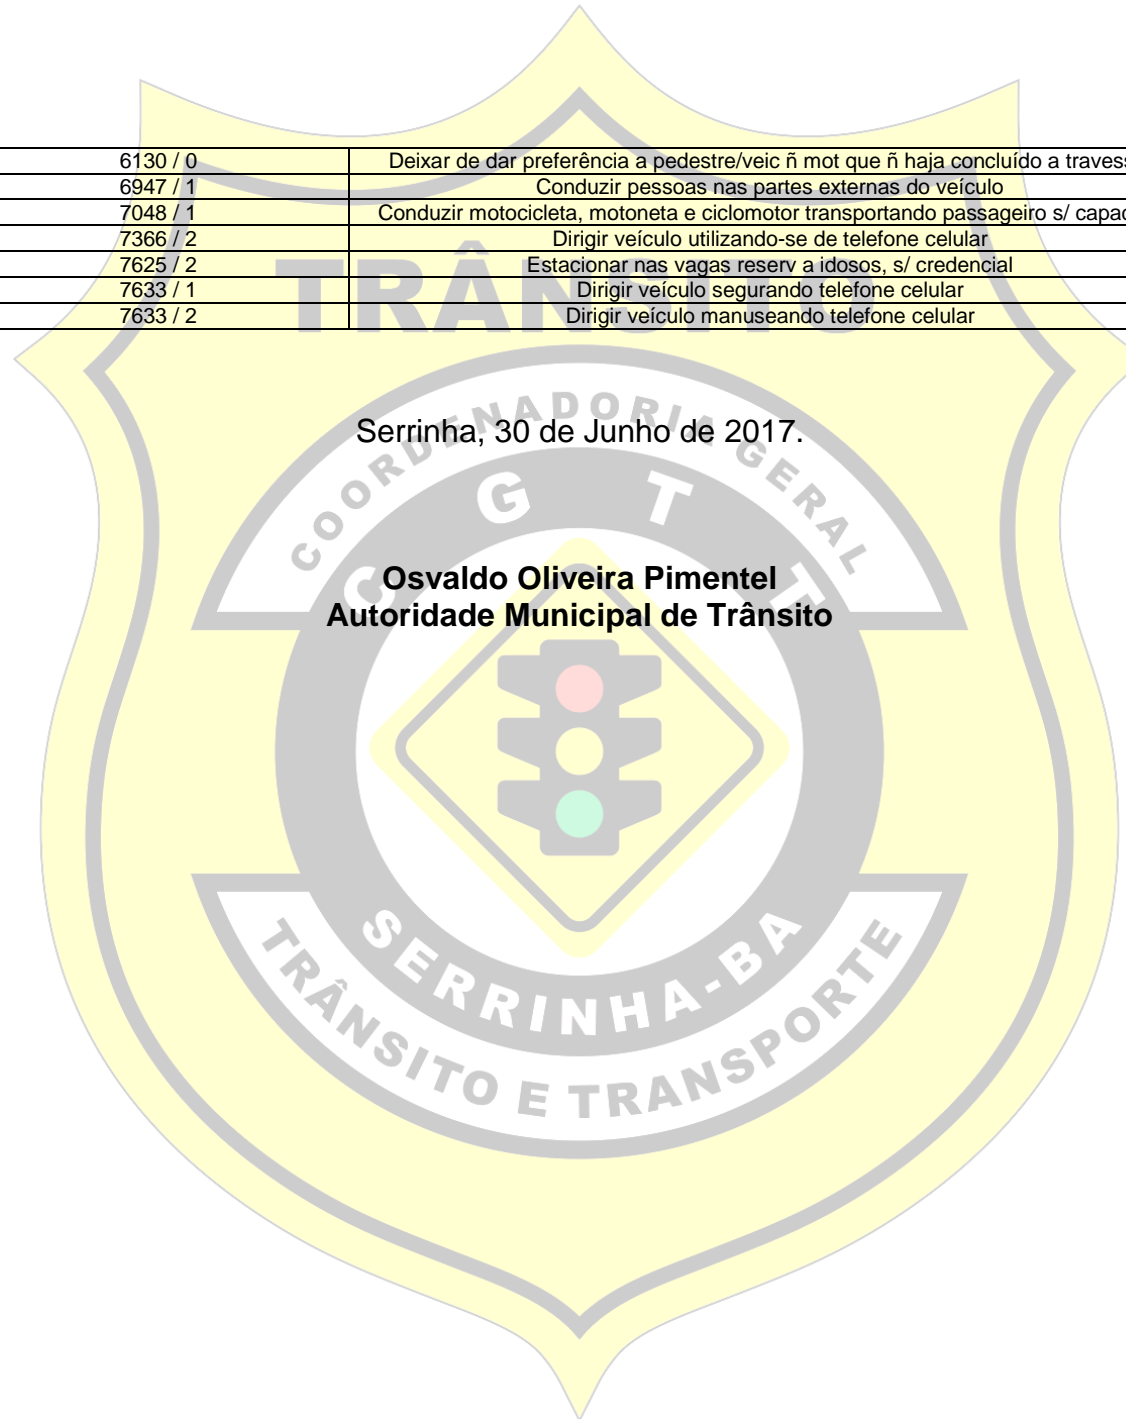 6130 / 0 Deixar de dar preferência a pedestre/veic ñ mot que ñ haja concluído a
6947 / 1 Conduzir pessoas nas partes externas do veículo
7048 / 1 Conduzir motocicleta, motoneta e ciclomotor transportando passageiro s/
7366 / 2 Dirigir veículo utilizando-se de telefone celular
7625 / 2 Estacionar nas vagas reserv a idosos, s/ credencial
7633 / 1 Dirigir veículo segurando telefone celular
7633 / 2 Dirigir veículo manuseando telefone celular
TRÂNSITO
Serrinha, 30 de Junho de 2017.
COORDENADORIA GERAL
C G T T
Osvaldo Oliveira Pimentel
Autoridade Municipal de Trânsito
SERRINHA-BA
TRÂNSITO E TRANSPORTE